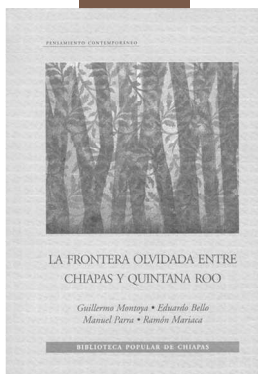 PENSAMIENTO CONTEMPORÁNEO
LA FRONTERA OLVIDADA ENTRE
CHIAPAS Y QUINTANA ROO
Guillermo Montoya • Eduardo Bello
Manuel Parra • Ramón Mariaca
BIBLIOTECA POPULAR DE CHIAPAS